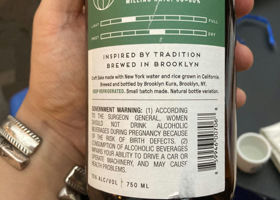 LIGHT FULL
INSPIRED BY TRADITION
BREWED IN BROOKLYN
Craft Sake made with New York water and rice grown in California.
Brewed and bottled by Brooklyn Kura, Brooklyn, NY.
KEEP REFRIGERATED. Small batch made. Natural bottle variation.
GOVERNMENT WARNING: (1) ACCORDING
TO THE SURGEON GENERAL, WOMEN
SHOULD NOT DRINK ALCOHOLIC
BEVERAGES DURING PREGNANCY BECAUSE
OF THE RISK OF BIRTH DEFECTS. (2)
CONSUMPTION OF ALCOHOLIC BEVERAGES
IMPAIRS YOUR ABILITY TO DRIVE A CAR OR
OPERATE MACHINERY, AND MAY CAUSE
HEALTH PROBLEMS.
ALC/VOL | 750 ML